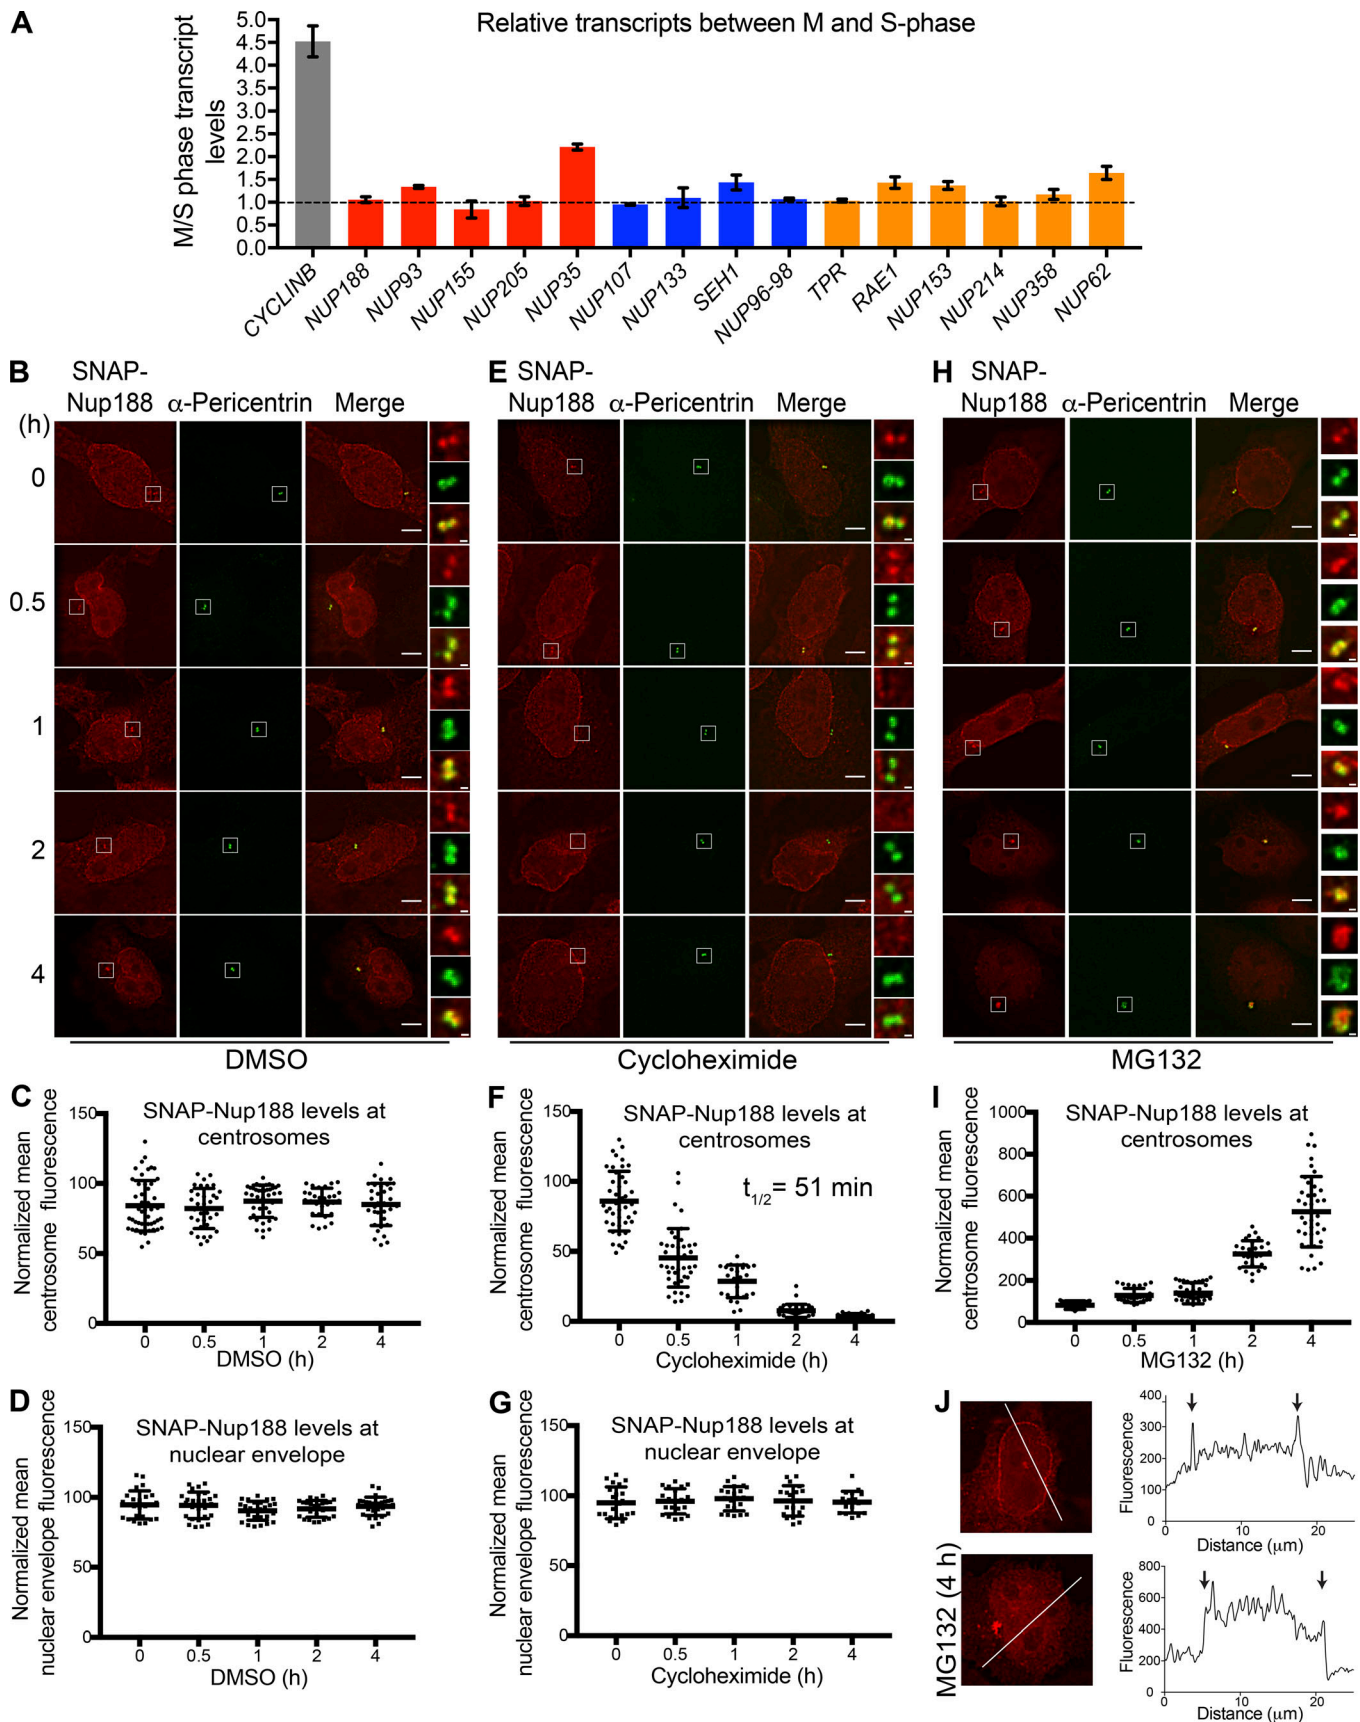 A
Relative transcripts between M and S-phase
M/S phase transcript
levels
5.0
4.5
4.0
3.5
3.0
2.5
2.0
1.5
1.0
0.5
0.0
CYCLINB
NUP188
NUP93
NUP155
NUP205
NUP35
NUP107
NUP133
SEH1
NUP96-98
TPR
RAE1
NUP153
NUP214
NUP358
NUP62
B
SNAP-
Nup188
α-Pericentrin
Merge
(h)
0
0.5
1
2
4
DMSO
E
SNAP-
Nup188
α-Pericentrin
Merge
Cycloheximide
H
SNAP-
Nup188
α-Pericentrin
Merge
MG132
C
SNAP-Nup188 levels at
centrosomes
Normalized mean
centrosome fluorescence
150
100
50
0
0 0.5 1 2 4
DMSO (h)
F
SNAP-Nup188 levels at
centrosomes
t1/2= 51 min
Normalized mean
centrosome fluorescence
150
100
50
0
0 0.5 1 2 4
Cycloheximide (h)
I
SNAP-Nup188 levels at
centrosomes
Normalized mean
centrosome fluorescence
1000
800
600
400
200
0
0 0.5 1 2 4
MG132 (h)
D
SNAP-Nup188 levels at
nuclear envelope
Normalized mean
nuclear envelope fluorescence
150
100
50
0
0 0.5 1 2 4
DMSO (h)
G
SNAP-Nup188 levels at
nuclear envelope
Normalized mean
nuclear envelope fluorescence
150
100
50
0
0 0.5 1 2 4
Cycloheximide (h)
J
Fluorescence
400
300
200
100
0
0 10 20
Distance (μm)
MG132 (4 h)
Fluorescence
800
600
400
200
0
0 10 20
Distance (μm)